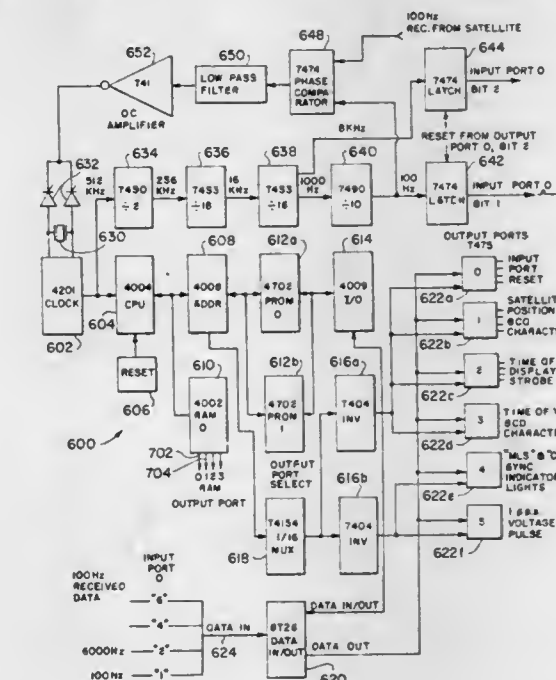 100Hz
REC. FROM SATELLITE
648
652
650
644
741
LOW PASS
FILTER
7474
PHASE
COMPA
RATOR
7474
LATCH
INPUT PORT 0
BIT 2
DC
AMPLIFIER
8KHz
RESET FROM OUTPUT
PORT 0, BIT 2
632
634
636
638
640
642
512
KHz
7490
÷2
256
KHz
7493
÷16
16
KHz
7493
÷16
1000
Hz
7490
÷10
100
Hz
7474
LATCH
INPUT PORT 0
BIT 1
630
608
612a
614
OUTPUT PORTS
7475
4201
CLOCK
4004
CPU
4008
ADDR
4702
PROM
0
4009
I/O
0
INPUT
PORT
RESET
602
604
622a
SATELLITE
POSITION
BCD
1
622b
RESET
606
610
612b
616a
4002
RAM
0
4702
PROM
1
7404
INV
2
TIME OF
DISPLAY
STROBE
622c
600
702
704
0 1 2 3
RAM
OUTPUT PORT
OUTPUT
PORT
SELECT
616b
3
TIME OF
BCD
622d
74154
1/16
MUX
7404
INV
4
SYNC
INDICATOR
LIGHTS
622e
618
5
1 p.p.s.
VOLTAGE
PULSE
622f
INPUT
PORT
0
100Hz
RECEIVED
DATA
"4"
6000Hz
"2"
100Hz
"1"
DATA IN
624
8T26
DATA
IN/OUT
DATA IN/OUT
DATA OUT
620